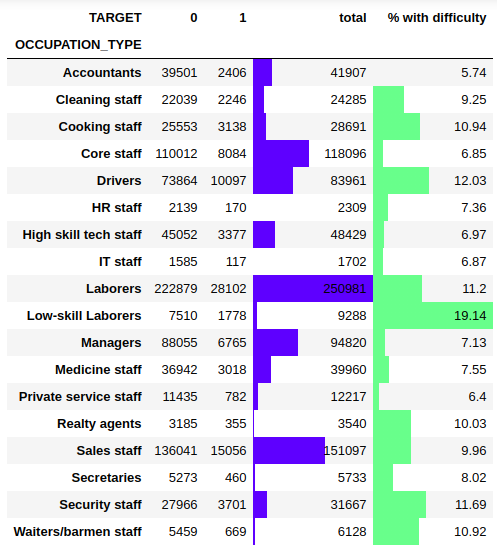 TARGET 0 1 total % with difficulty
OCCUPATION_TYPE
Accountants 39501 2406 41907 5.74
Cleaning staff 22039 2246 24285 9.25
Cooking staff 25553 3138 28691 10.94
Core staff 110012 8084 118096 6.85
Drivers 73864 10097 83961 12.03
HR staff 2139 170 2309 7.36
High skill tech staff 45052 3377 48429 6.97
IT staff 1585 117 1702 6.87
Laborers 222879 28102 250981 11.2
Low-skill Laborers 7510 1778 9288 19.14
Managers 88055 6765 94820 7.13
Medicine staff 36942 3018 39960 7.55
Private service staff 11435 782 12217 6.4
Realty agents 3185 355 3540 10.03
Sales staff 136041 15056 151097 9.96
Secretaries 5273 460 5733 8.02
Security staff 27966 3701 31667 11.69
Waiters/barmen staff 5459 669 6128 10.92